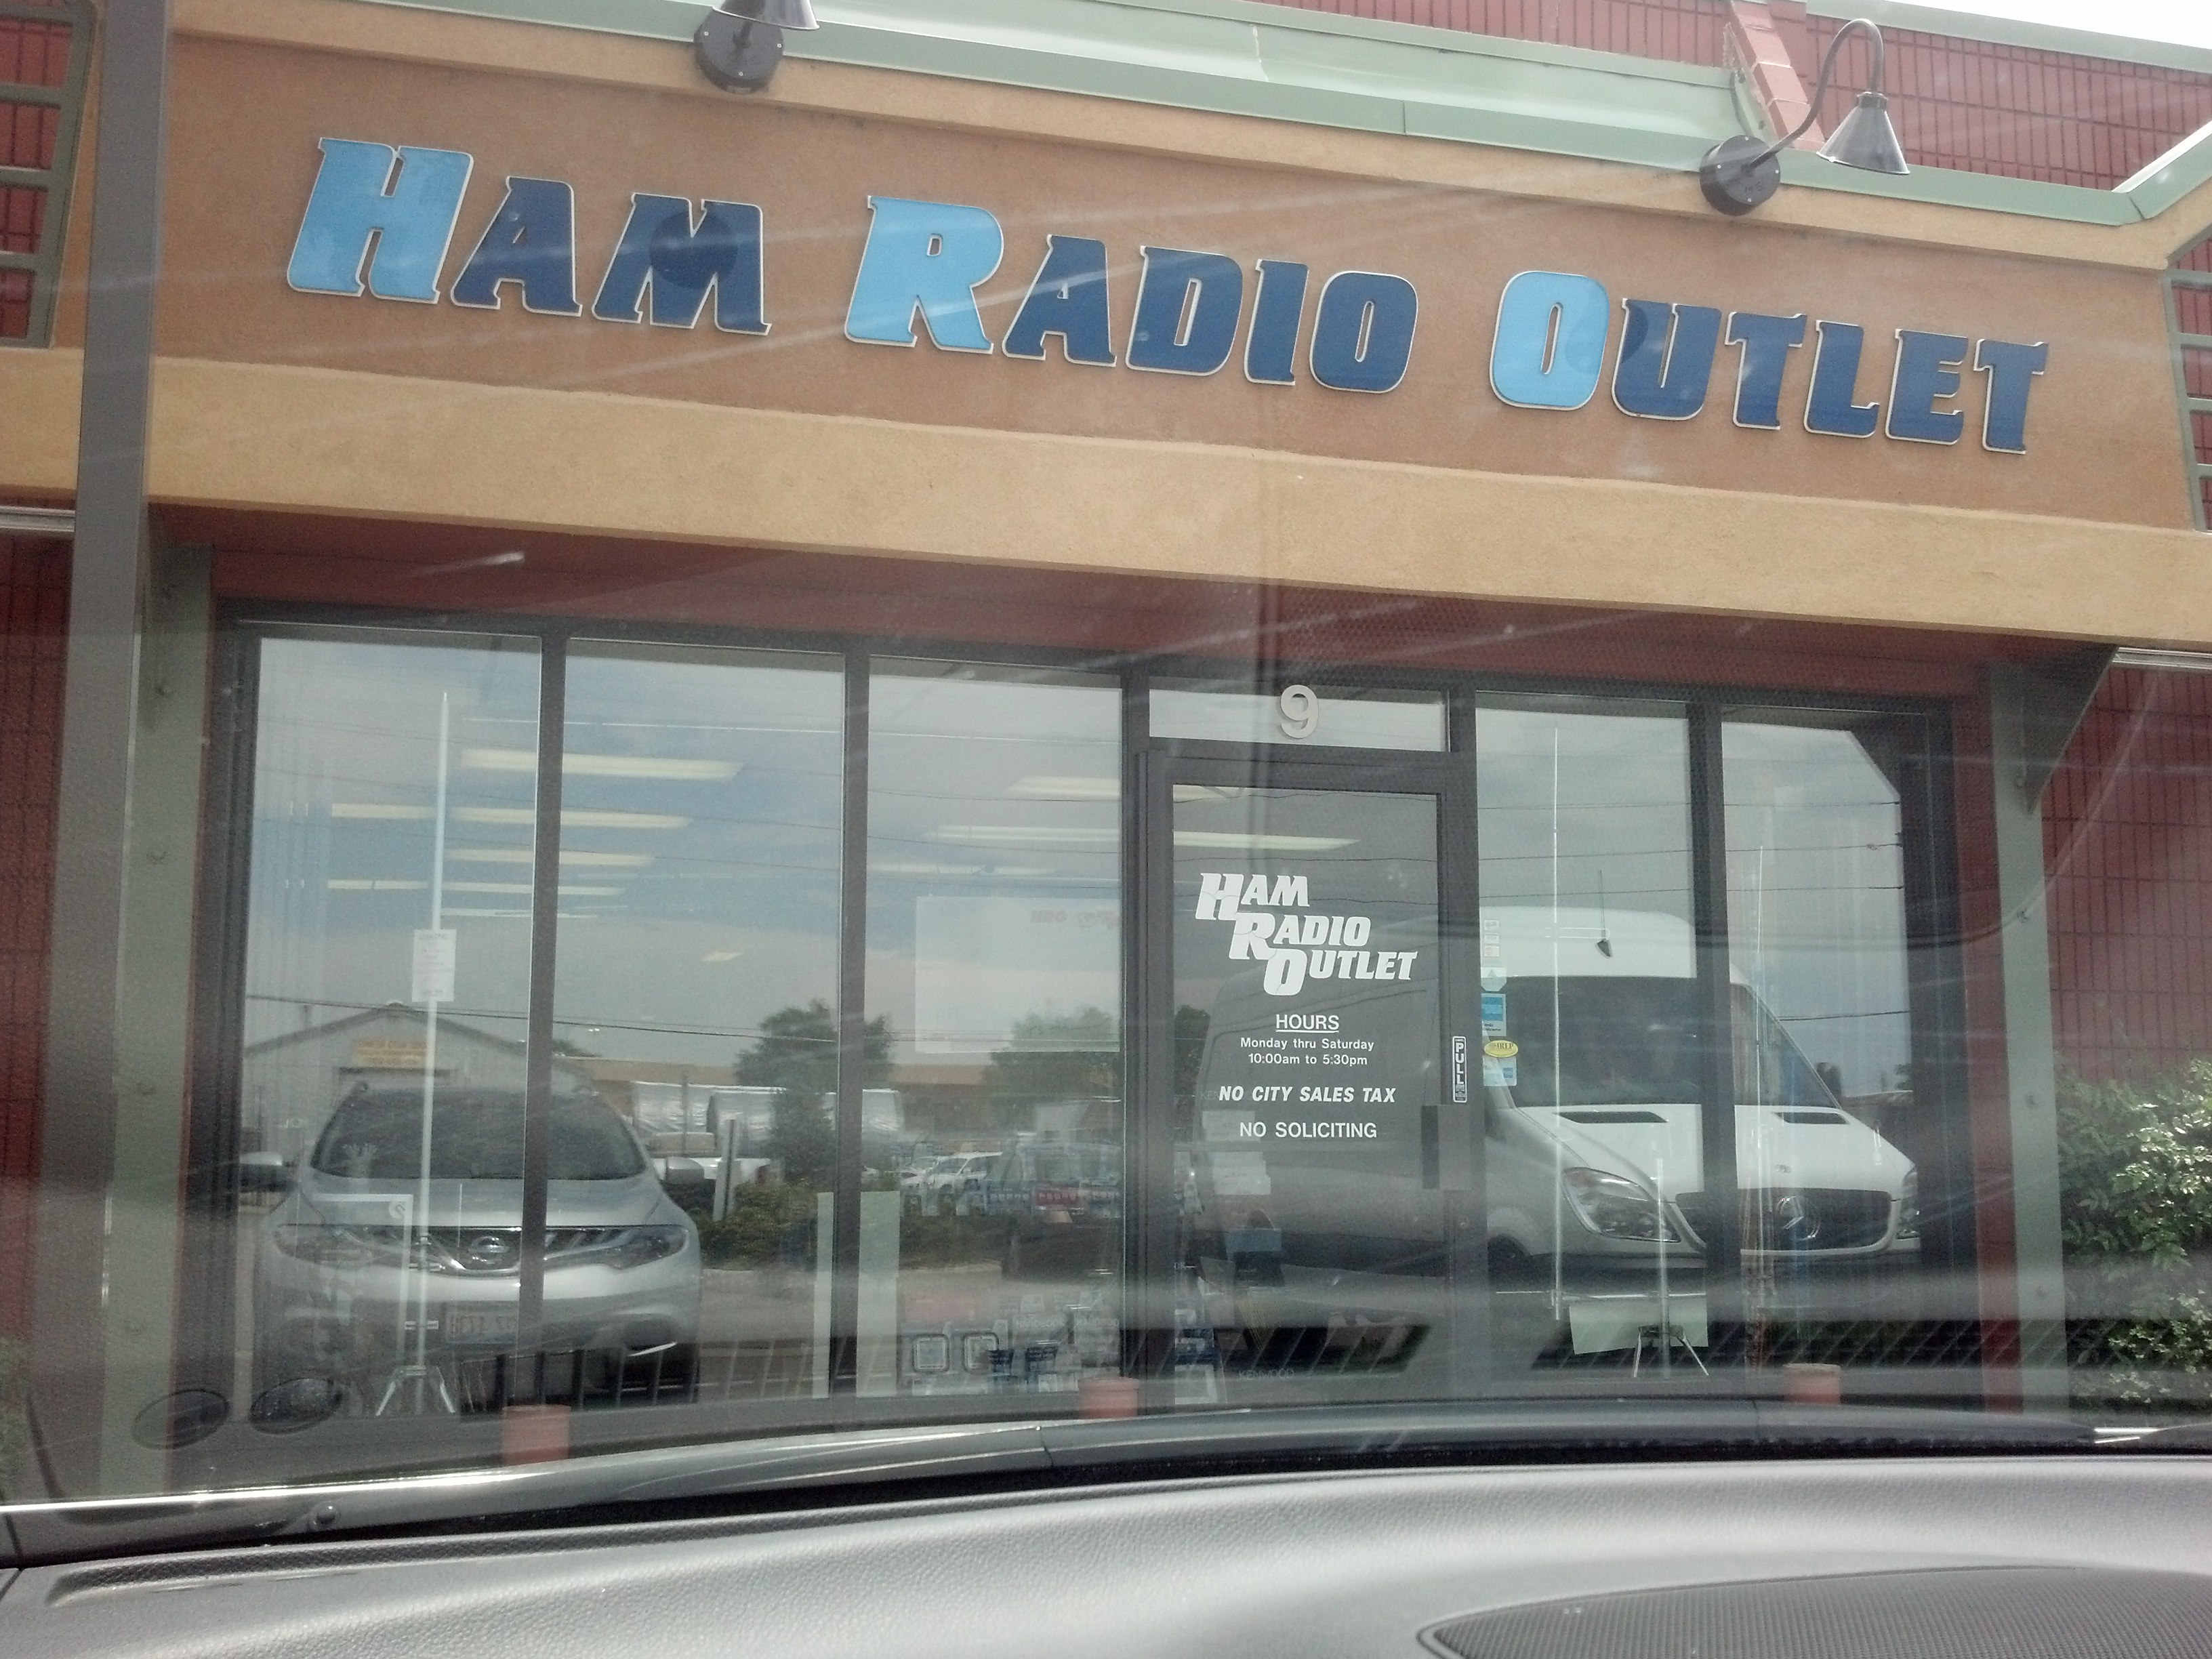 HAM RADIO OUTLET
9
HAM
RADIO
OUTLET
HOURS
Monday thru Saturday
10:00am to 5:30pm
NO CITY SALES TAX
NO SOLICITING
PULL
KENWOOD